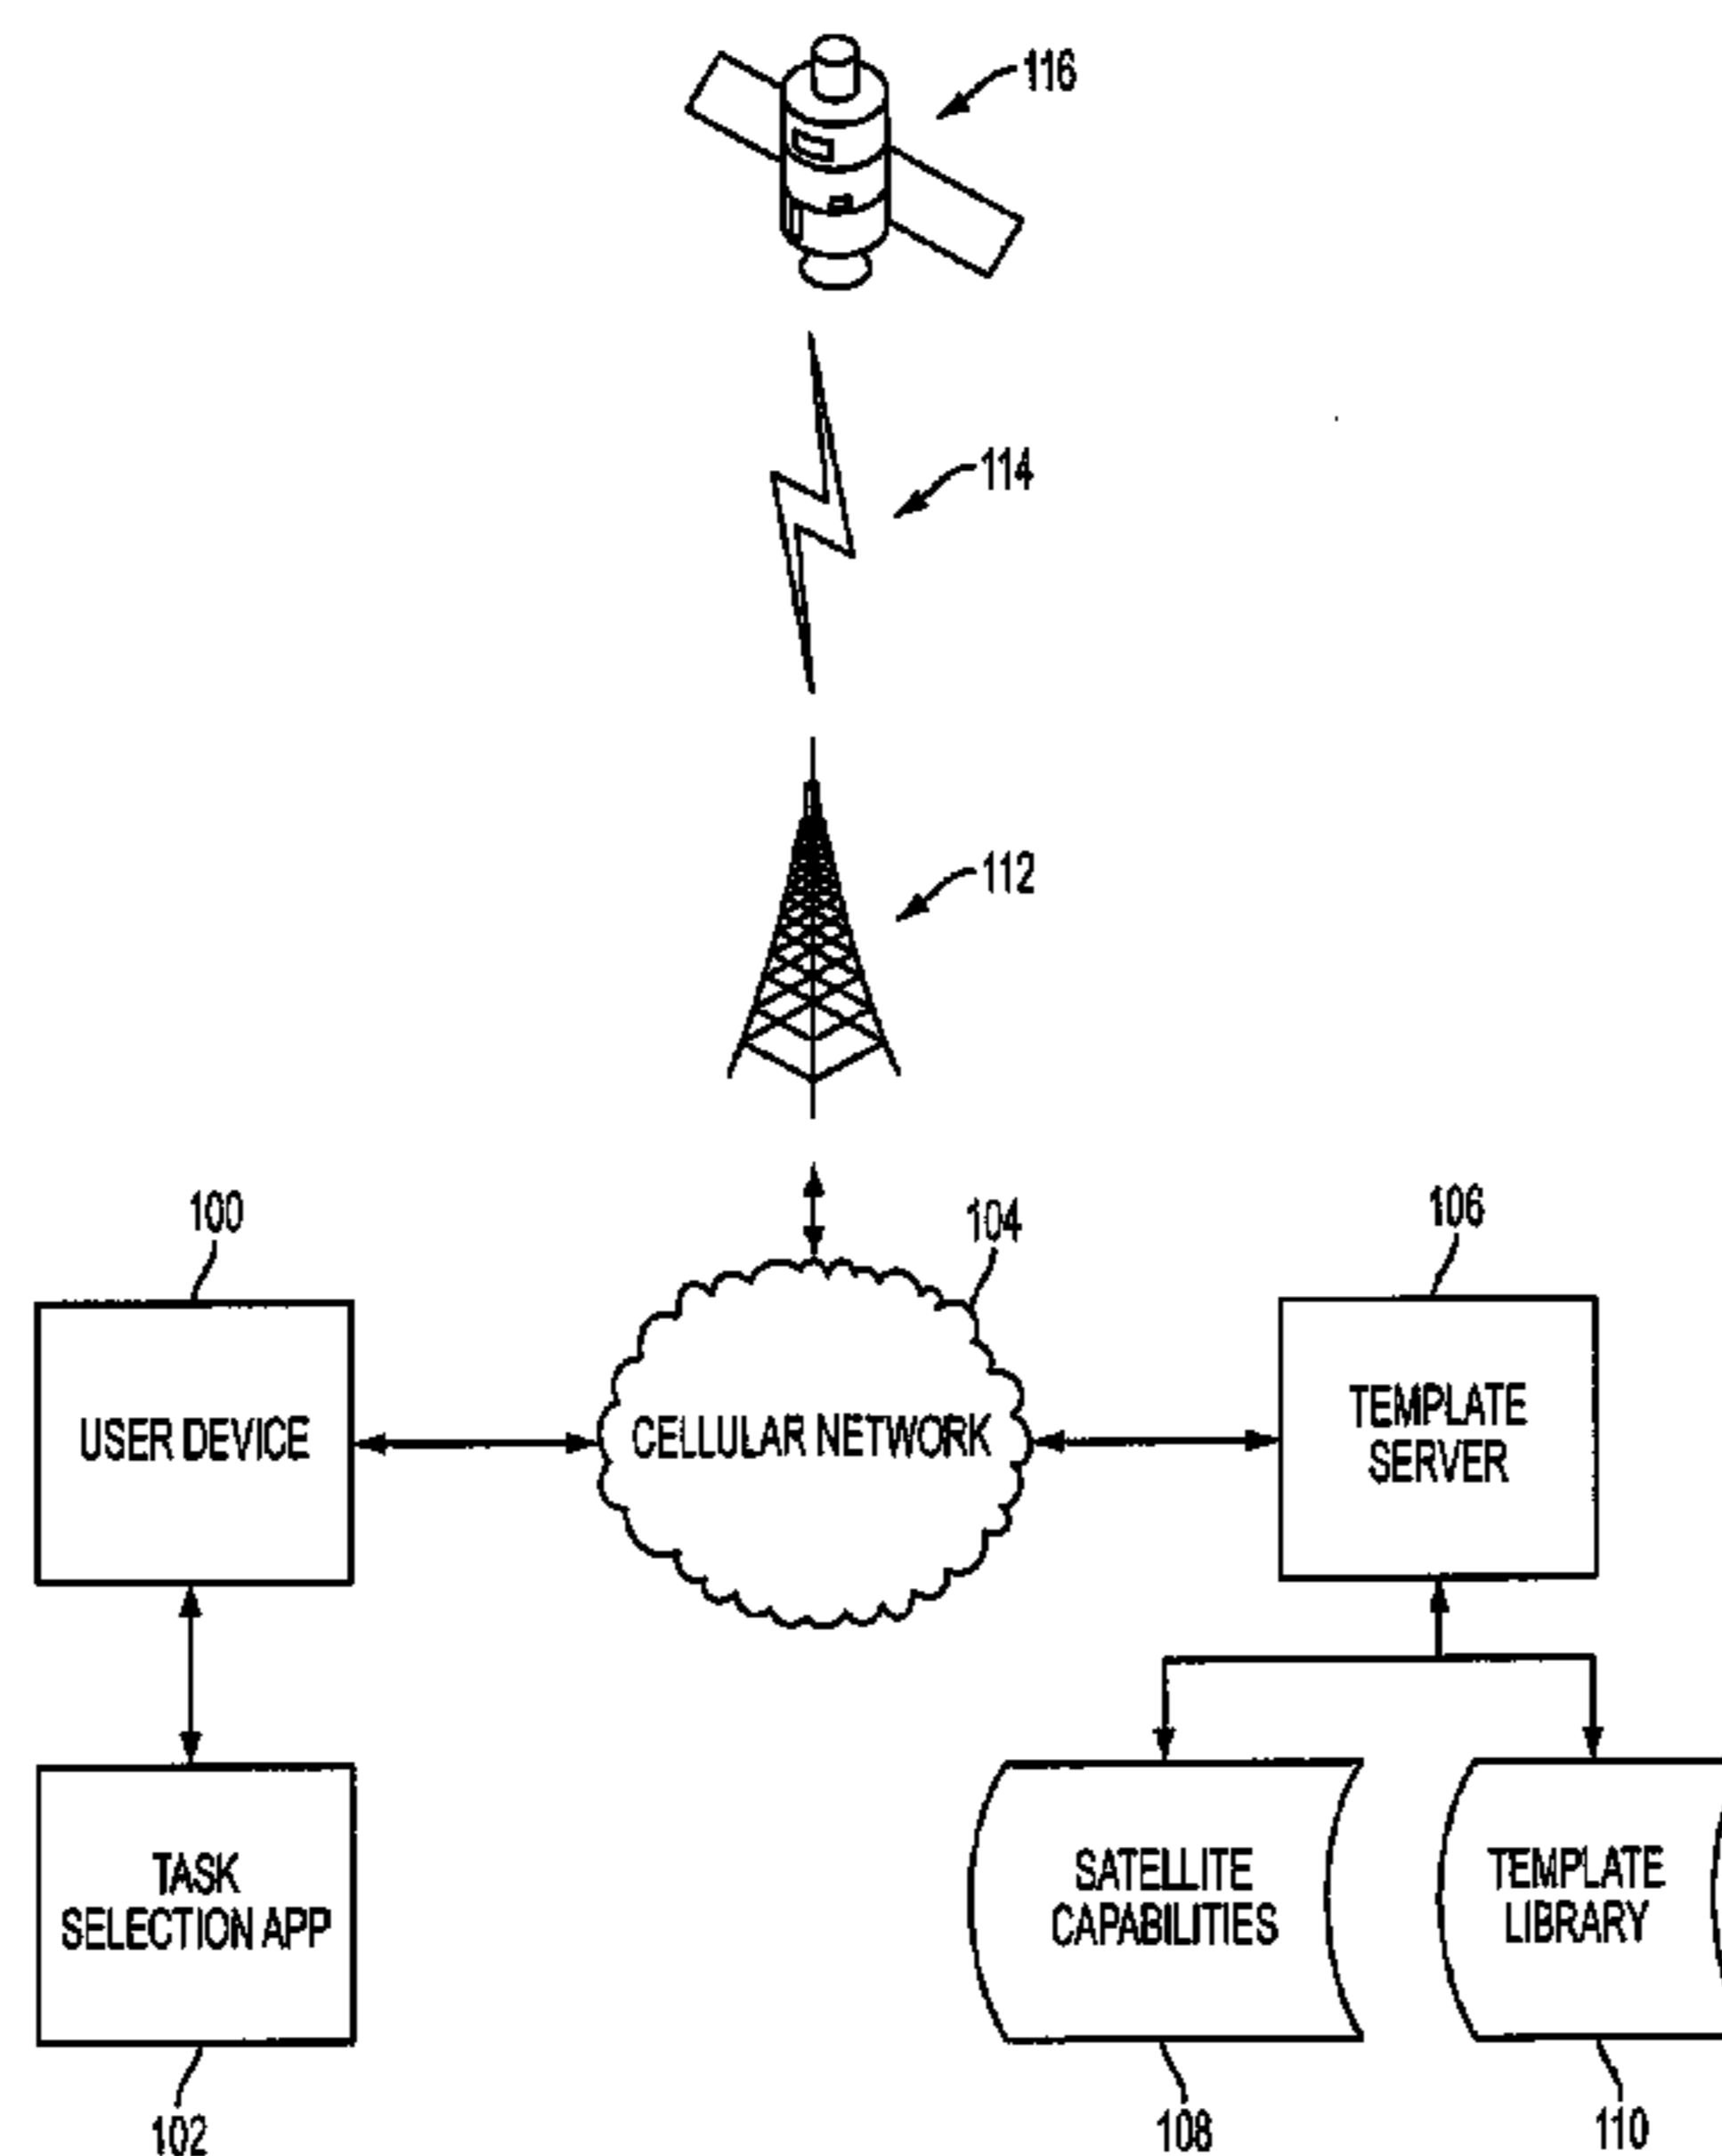 116
114
112
100
104
106
USER DEVICE
CELLULAR NETWORK
TEMPLATE
SERVER
TASK
SELECTION APP
SATELLITE
CAPABILITIES
TEMPLATE
LIBRARY
102
108
110